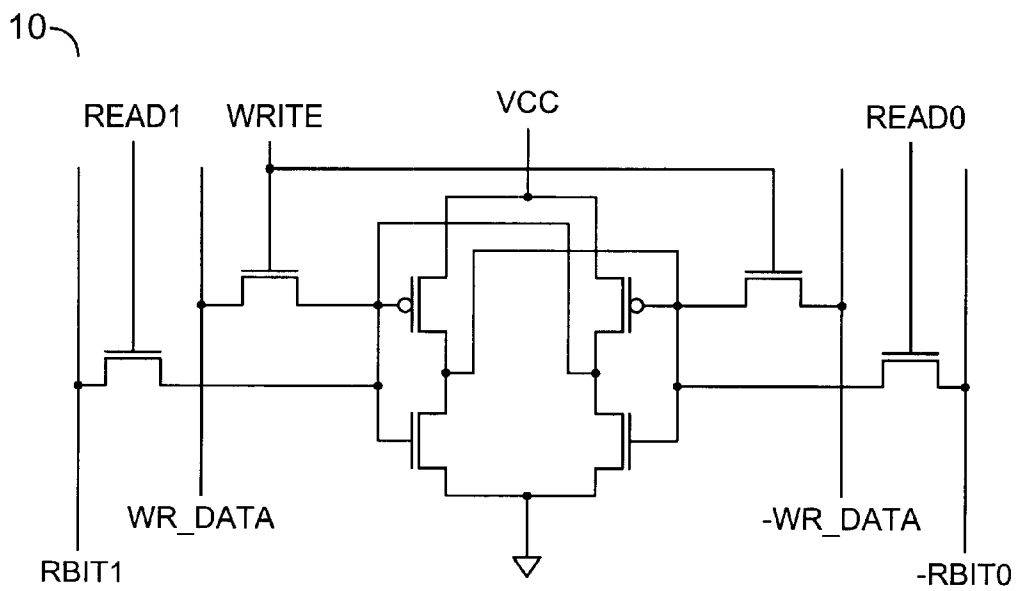 10
READ1 WRITE VCC READ0
WR_DATA -WR_DATA
RBIT1 -RBIT0